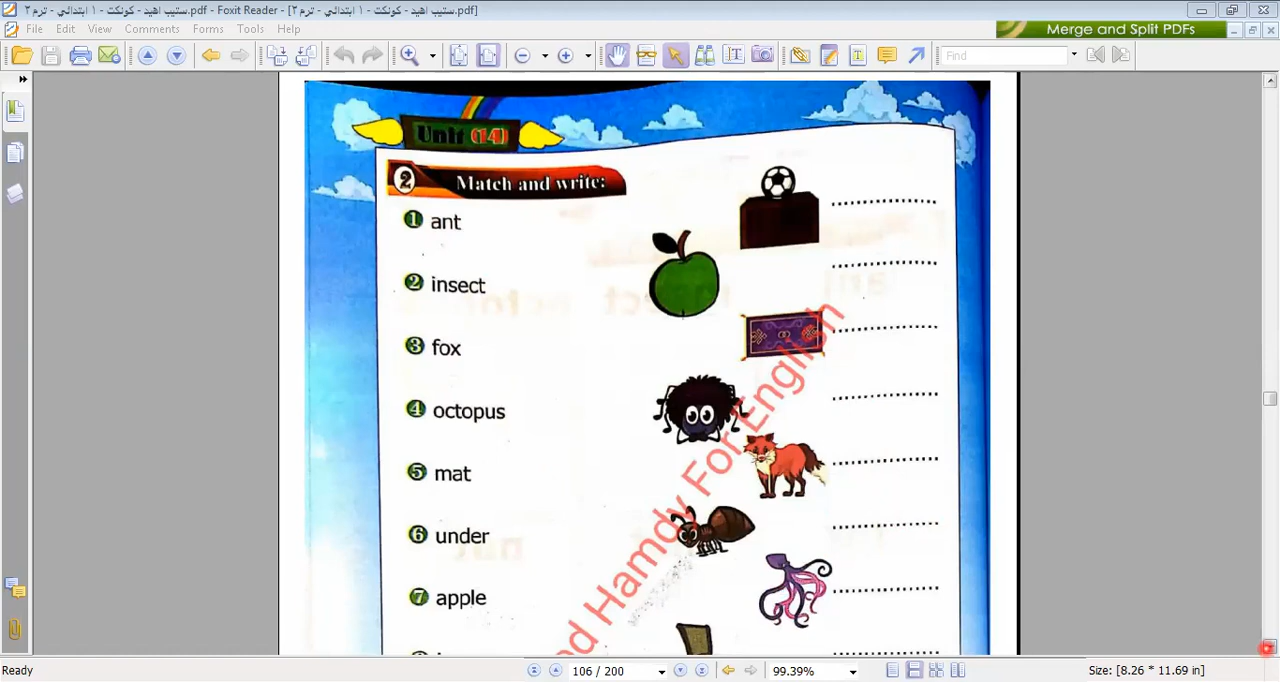 ستيب اهيد - كونكت - ١ ابتدائي - ترم ٢.pdf - Foxit Reader - [ستيب اهيد - كونكت - ١ ابتدائي - ترم ٢.pdf]
File Edit View Comments Forms Tools Help
Merge and Split PDFs
Find
Unit (14)
2 Match and write:
1 ant
2 insect
3 fox
4 octopus
5 mat
6 under
7 apple
Hamdy For English
Ready
106 / 200
99.39%
Size: [8.26 * 11.69 in]